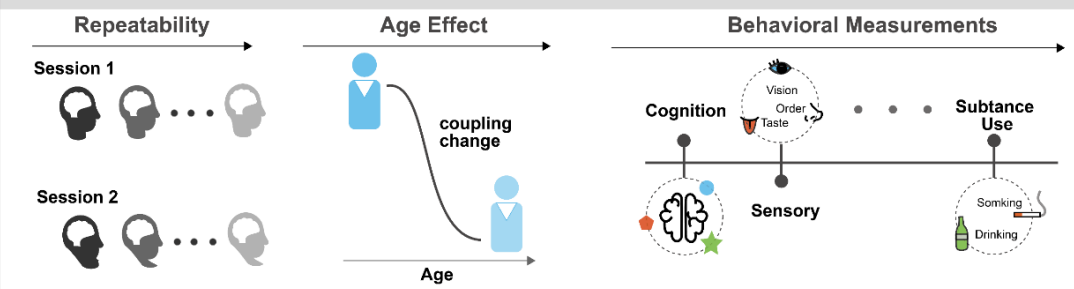 Repeatability
Session 1
Session 2
Age Effect
coupling
change
Age
Behavioral Measurements
Cognition
Vision
Order
Taste
Sensory
Subtance
Use
Somking
Drinking